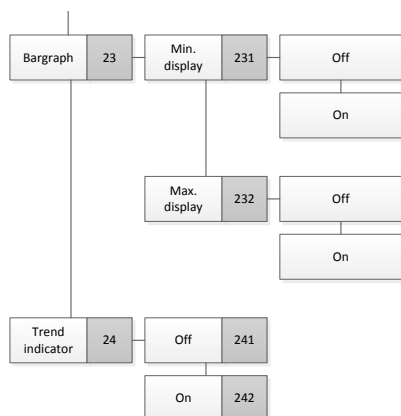 Bargraph 23 Min. display 231 Off
On
Max. display 232 Off
On
Trend indicator 24 Off 241
On 242